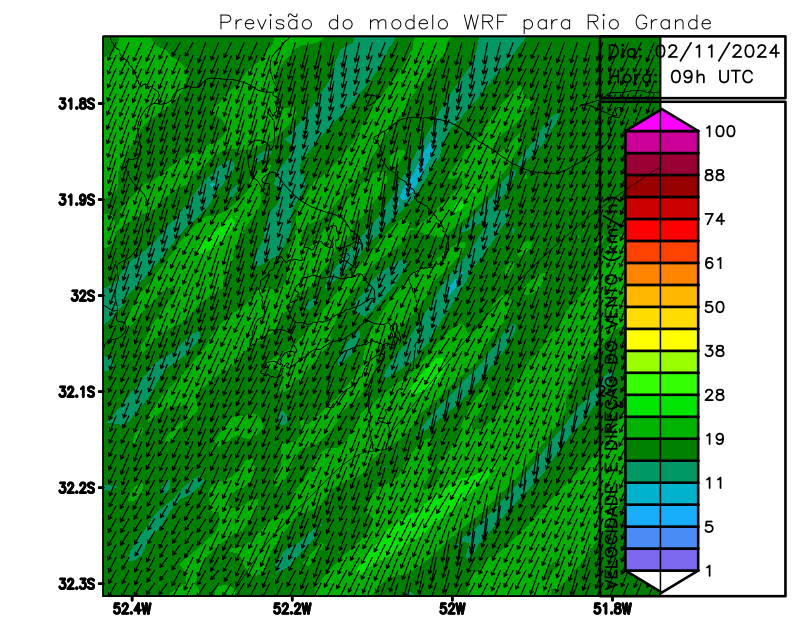 Previsão do modelo WRF para Rio Grande
Dia: 02/11/2024
Hora: 09h UTC
31.8S
31.9S
32S
32.1S
32.2S
32.3S
52.4W
52.2W
52W
51.8W
VELOCIDADE E DIREÇÃO DO VENTO (km/h)
100
88
74
61
50
38
28
19
11
5
1